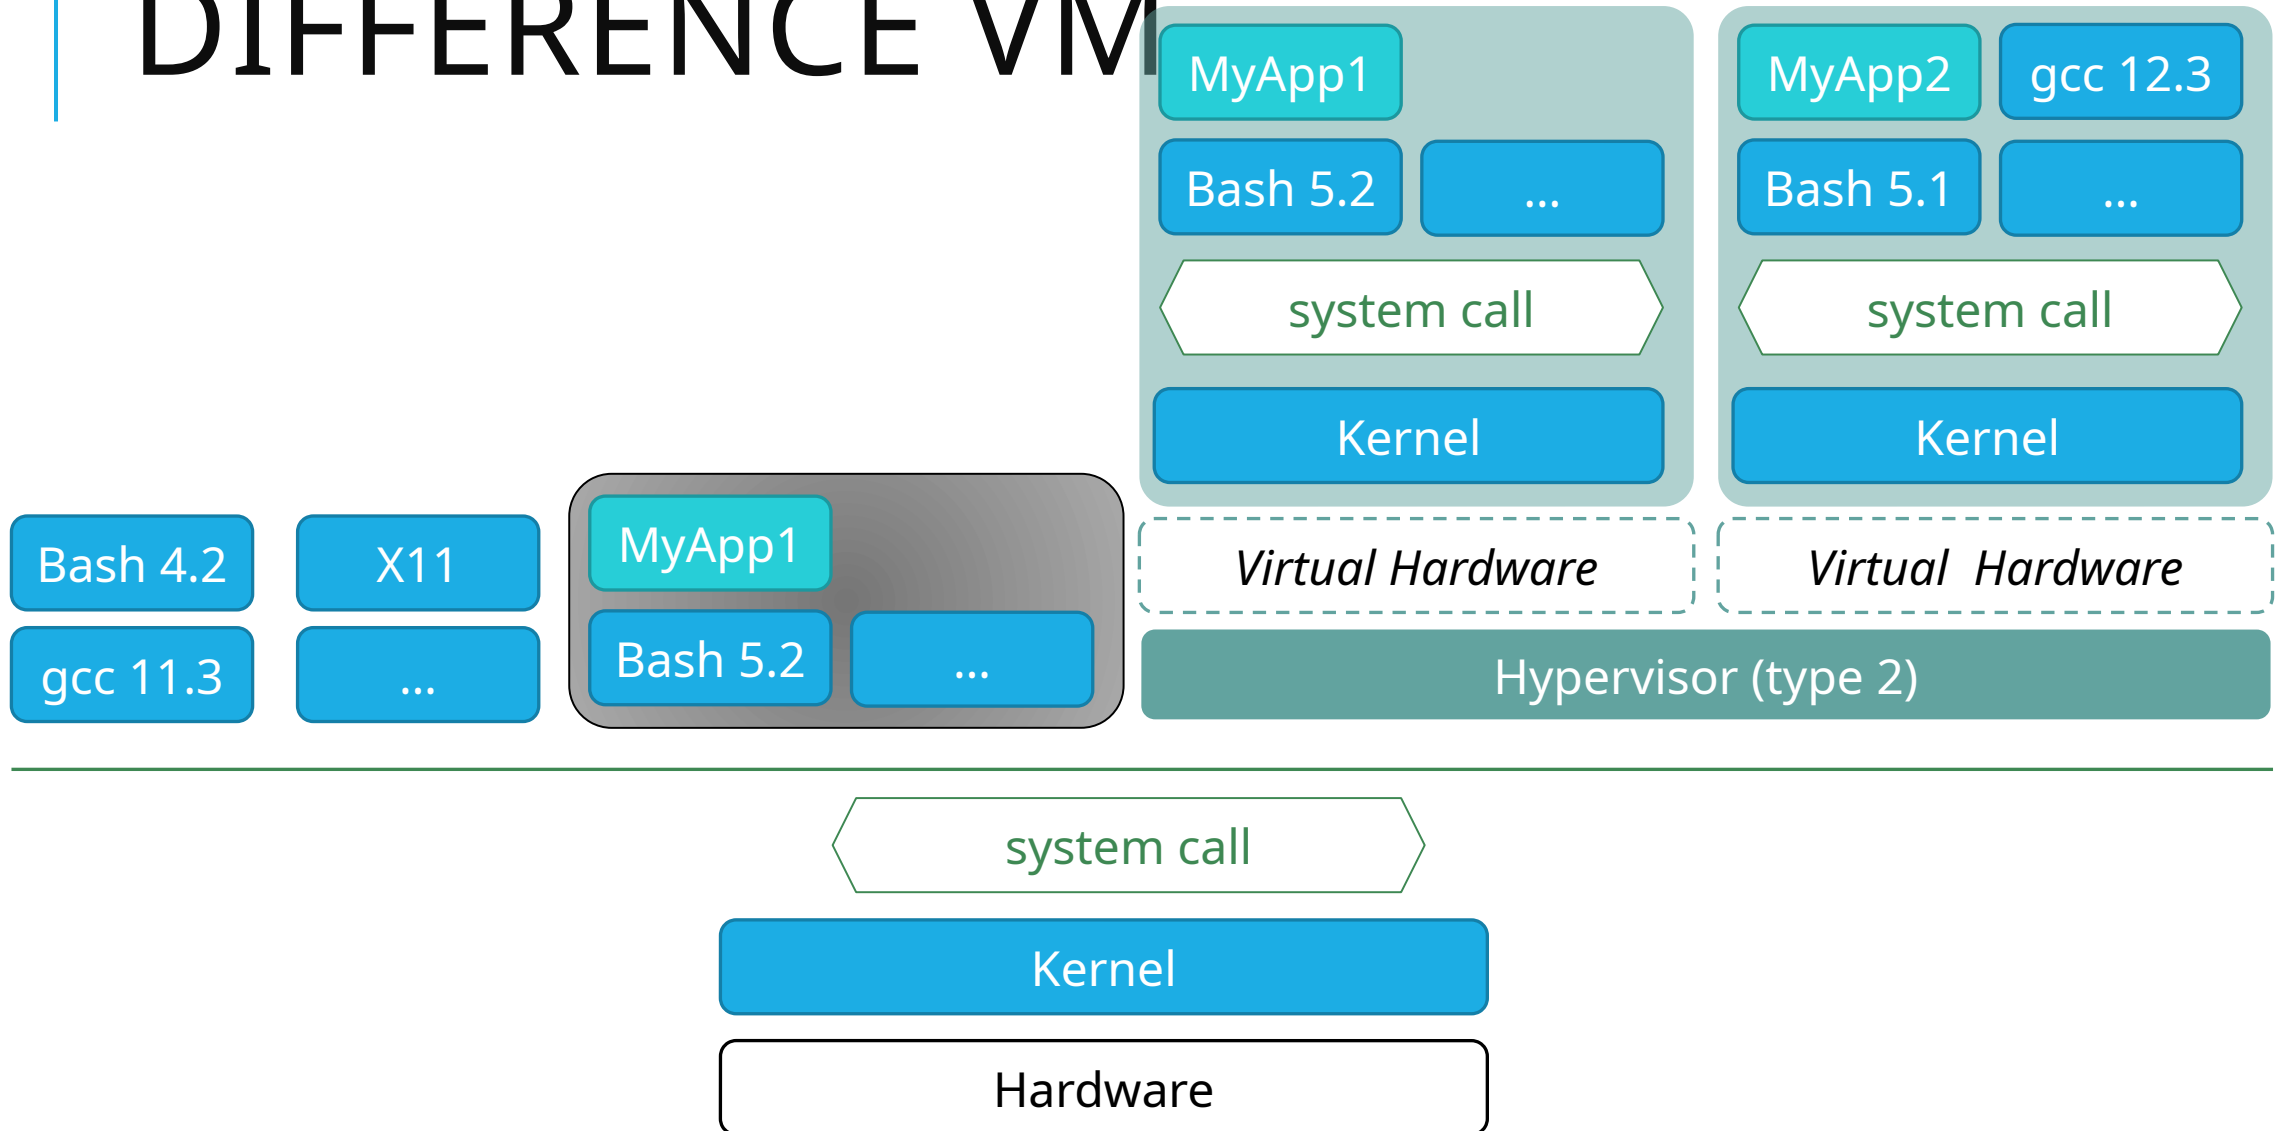 DIFFERENCE VM
MyApp1
Bash 5.2
...
system call
Kernel
Virtual Hardware
MyApp2
gcc 12.3
Bash 5.1
...
system call
Kernel
Virtual  Hardware
Hypervisor (type 2)
Bash 4.2
X11
gcc 11.3
...
MyApp1
Bash 5.2
...
system call
Kernel
Hardware